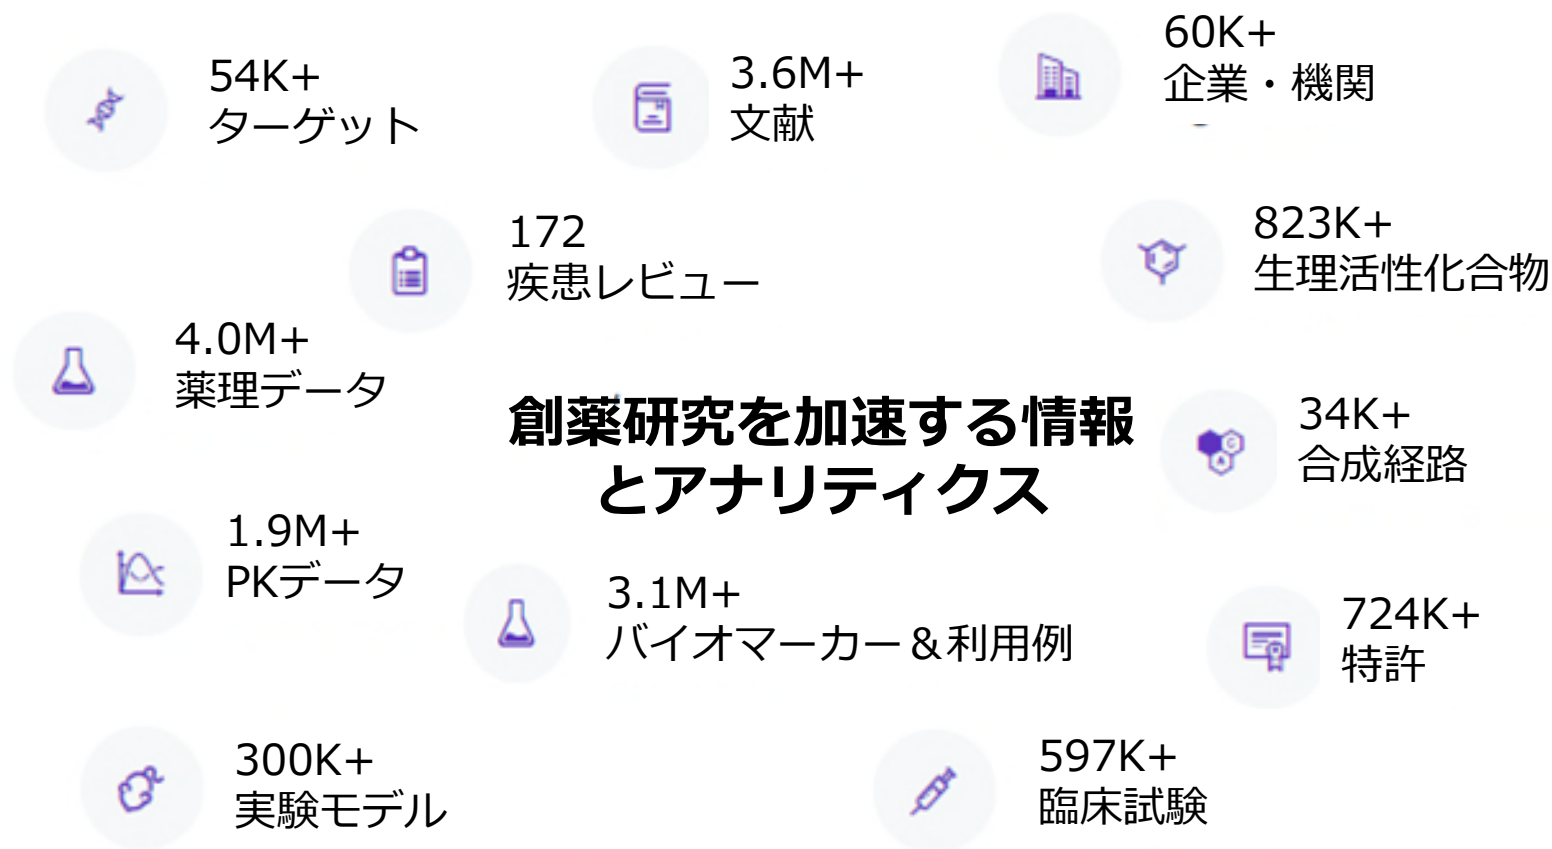 54K+
ターゲット
3.6M+
文献
60K+
企業・機関
172
疾患レビュー
823K+
生理活性化合物
4.0M+
薬理データ
創薬研究を加速する情報
とアナリティクス
34K+
合成経路
1.9M+
PKデータ
3.1M+
バイオマーカー＆利用例
724K+
特許
300K+
実験モデル
597K+
臨床試験